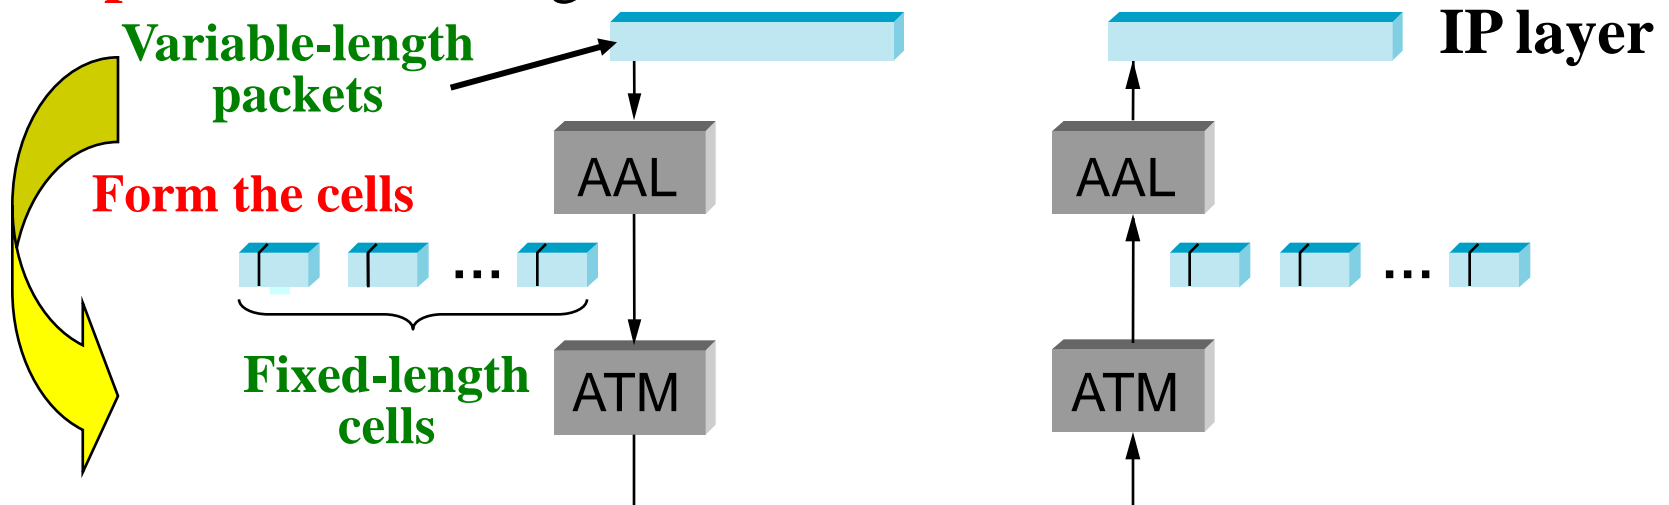 IP layer
Variable-length
packets
AAL
AAL
Form the cells
...
...
Fixed-length
cells
ATM
ATM